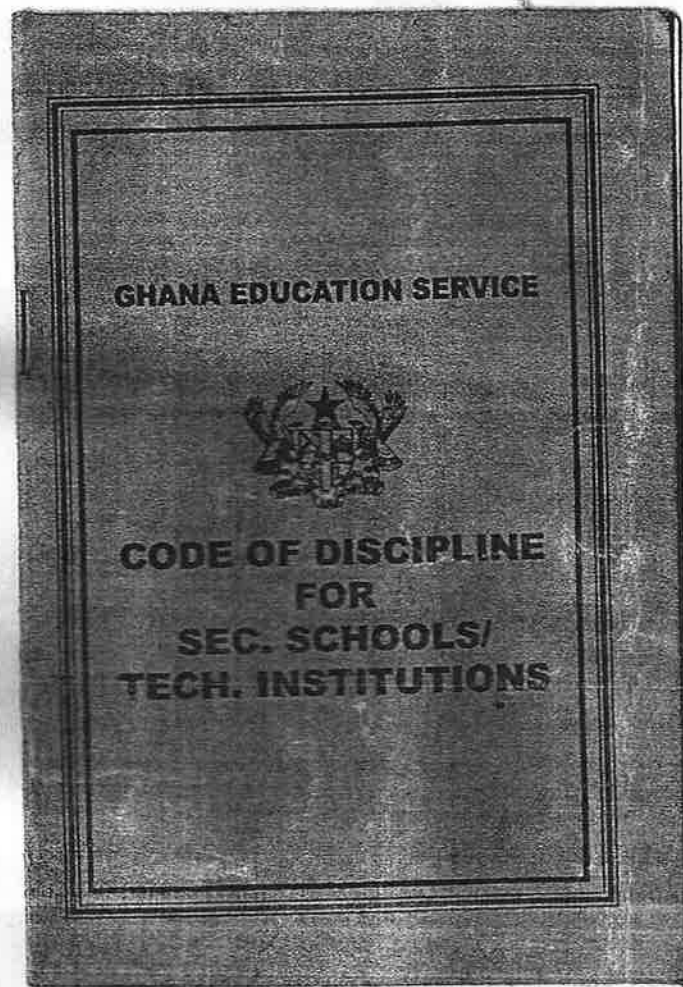 GHANA EDUCATION SERVICE
CODE OF DISCIPLINE
FOR
SEC. SCHOOLS/
TECH. INSTITUTIONS